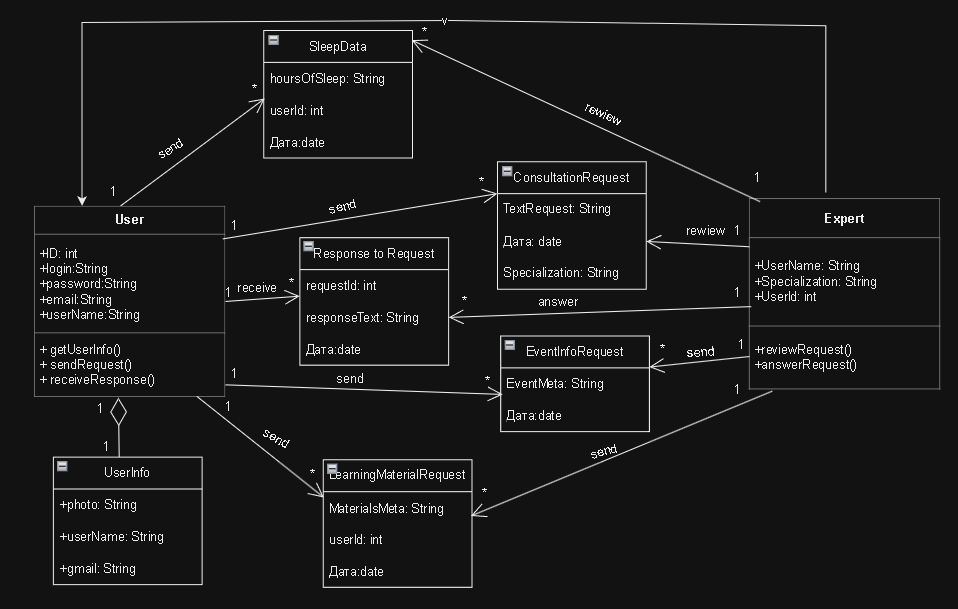 v
*
SleepData
hoursOfSleep: String
userId: int
Дата:date
*
send
1
rewiew
1
User
+ID: int
+login:String
+password:String
+email:String
+userName:String
+ getUserInfo()
+ sendRequest()
+ receiveResponse()
1
send
*
ConsultationRequest
TextRequest: String
Дата: date
Specialization: String
rewiew
1
Expert
+UserName: String
+Specialization: String
+UserId: int
+reviewRequest()
+answerRequest()
1
receive
*
Response to Request
requestId: int
responseText: String
Дата:date
*
answer
1
1
send
*
EventInfoRequest
EventMeta: String
Дата:date
*
send
1
1
send
*
LearningMaterialRequest
MaterialsMeta: String
userId: int
Дата:date
*
send
1
1
1
UserInfo
+photo: String
+userName: String
+gmail: String